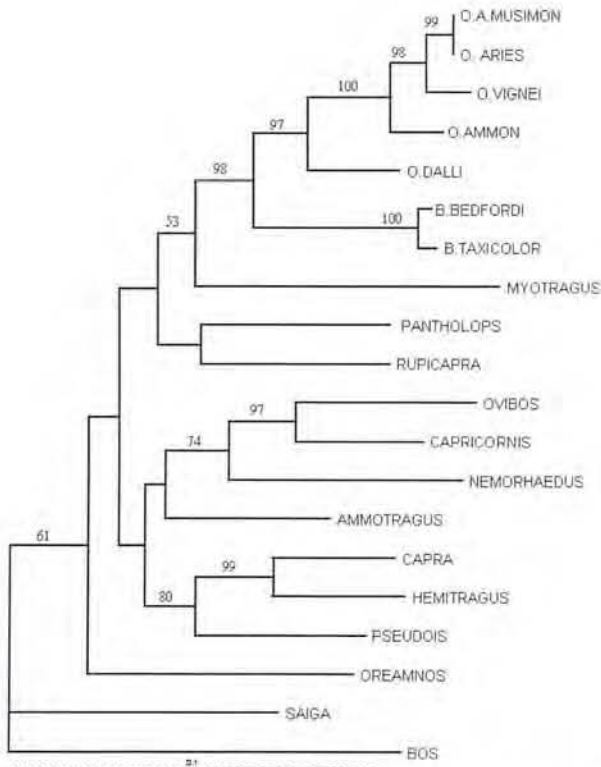 99
O.A.MUSIMON
O. ARIES
98
O.VIGNEI
100
O.AMMON
97
O.DALLI
98
B.BEDFORDI
100
B.TAXICOLOR
53
MYOTRAGUS
PANTHOLOPS
RUPICAPRA
OVIBOS
97
CAPRICORNIS
74
NEMORHAEDUS
AMMOTRAGUS
61
CAPRA
99
HEMITRAGUS
80
PSEUDOIS
OREAMNOS
SAIGA
BOS